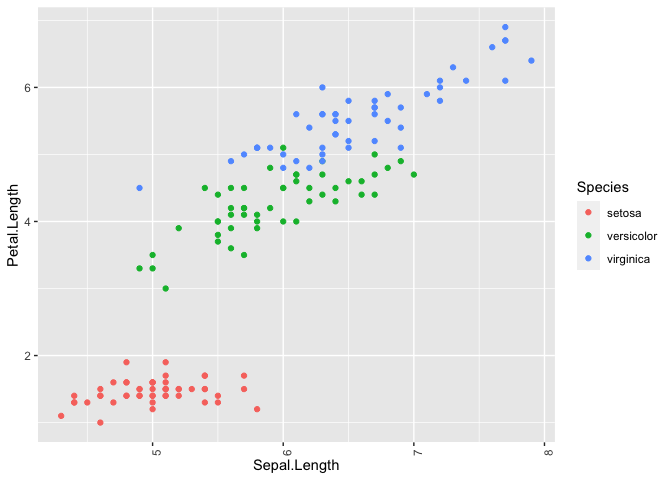 6
4
2
Petal.Length
5
6
7
8
Sepal.Length
Species
setosa
versicolor
virginica